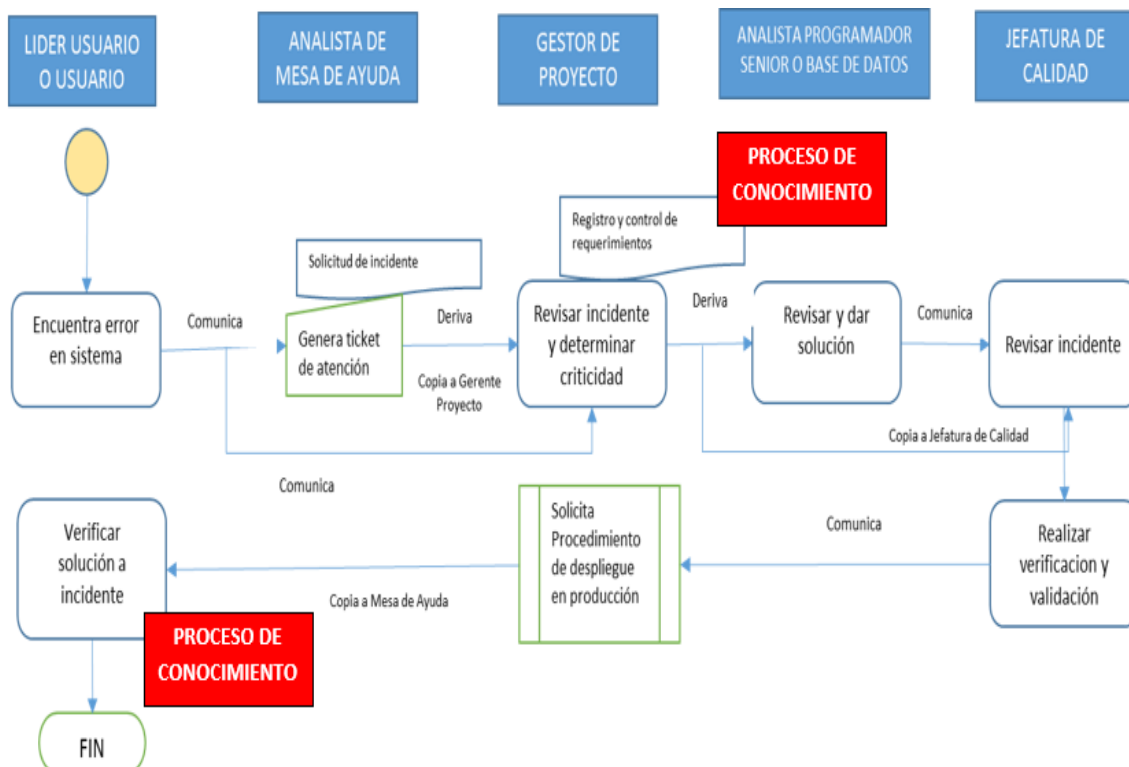 LIDER USUARIO
O USUARIO
ANALISTA DE
MESA DE AYUDA
GESTOR DE
PROYECTO
ANALISTA PROGRAMADOR
SENIOR O BASE DE DATOS
JEFATURA DE
CALIDAD
PROCESO DE
CONOCIMIENTO
Registro y control de
requerimientos
Solicitud de incidente
Encuentra error
en sistema
Comunica
Genera ticket
de atención
Deriva
Copia a Gerente
Proyecto
Revisar incidente
y determinar
criticidad
Deriva
Revisar y dar
solución
Comunica
Revisar incidente
Copia a Jefatura de Calidad
Comunica
Verificar
solución a
incidente
Copia a Mesa de Ayuda
Solicita
Procedimiento
de despliegue
en producción
Comunica
Realizar
verificacion y
validación
PROCESO DE
CONOCIMIENTO
FIN